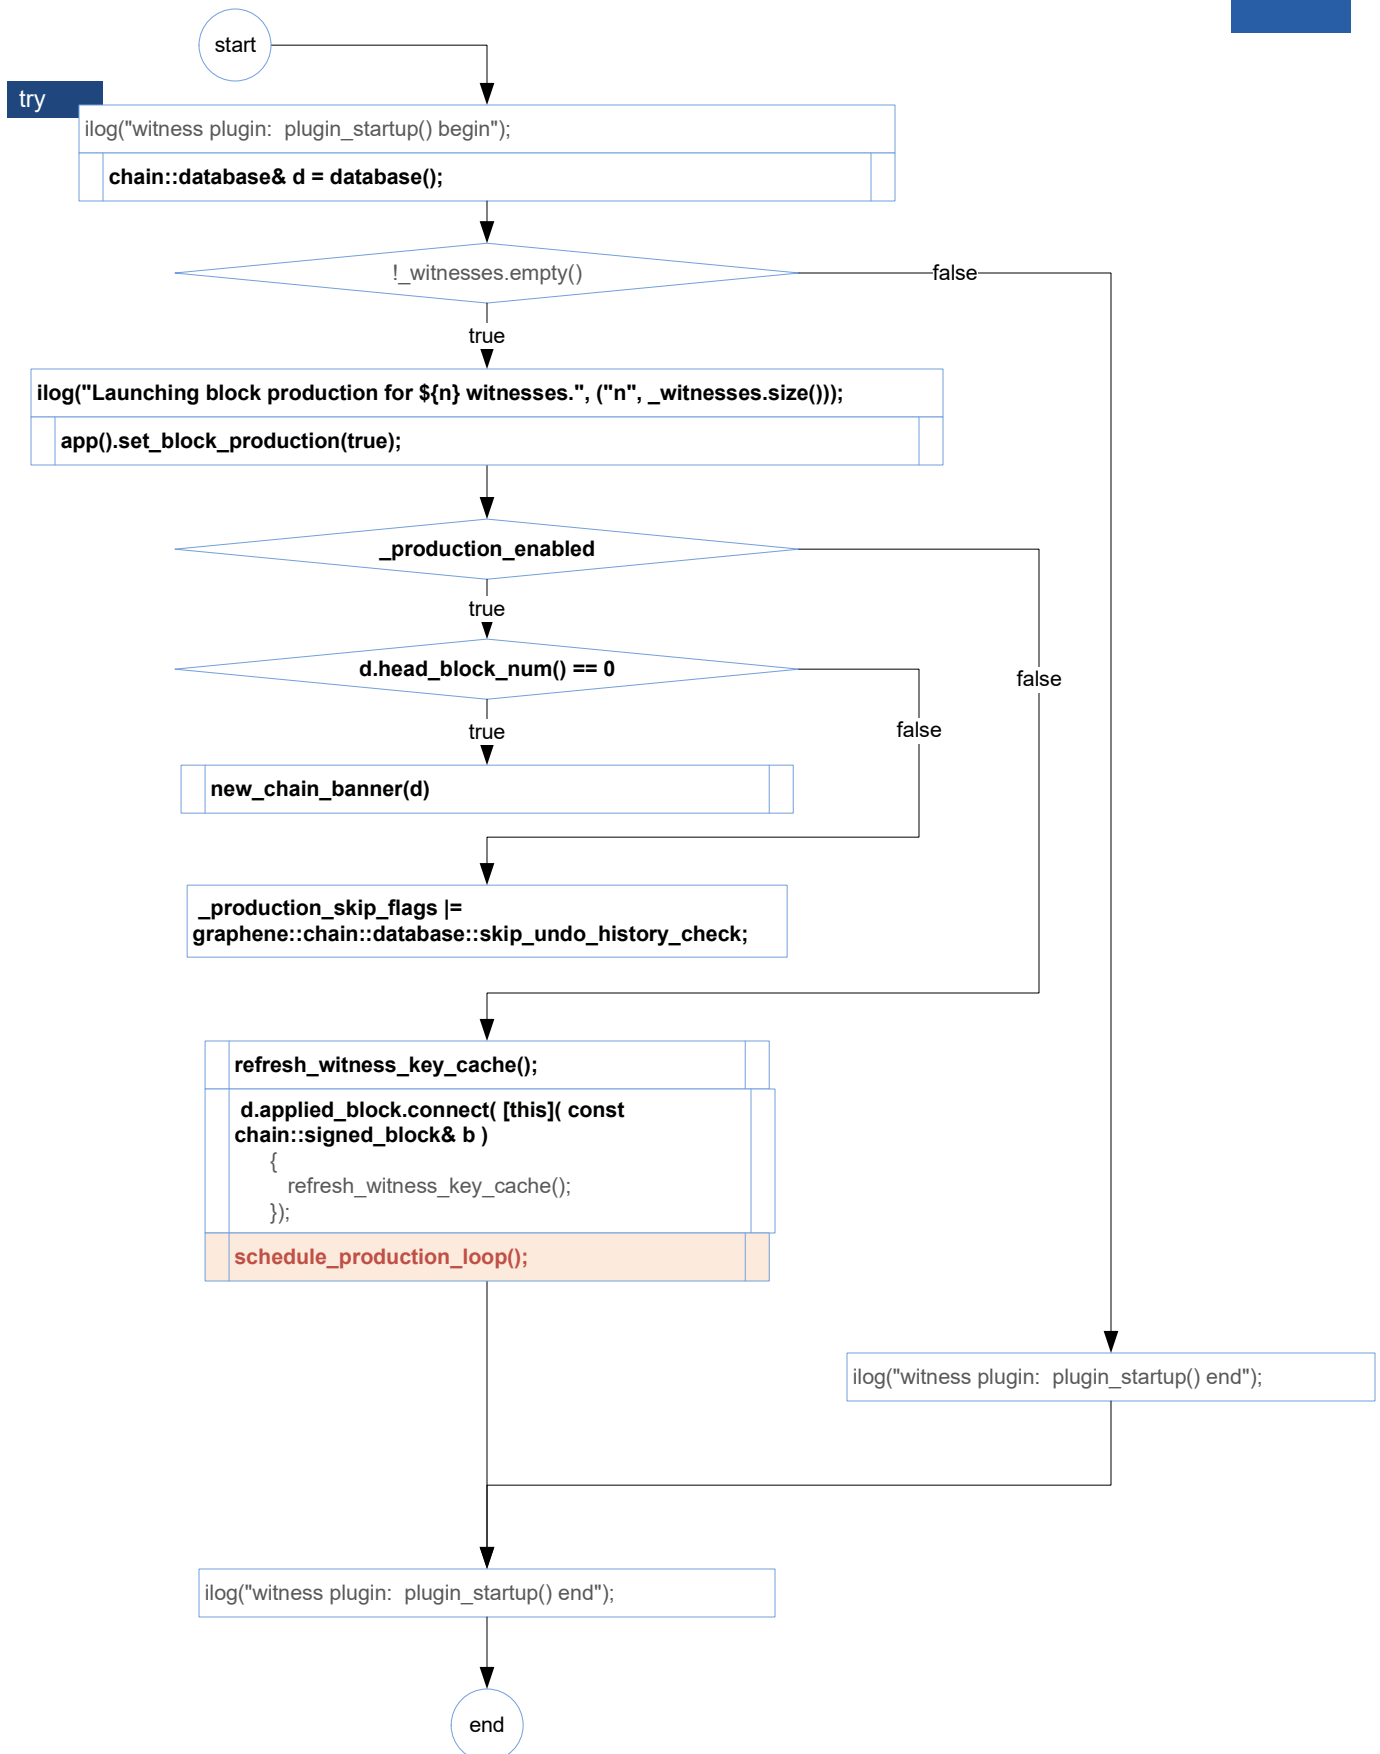 start
try
ilog("witness plugin:  plugin_startup() begin");
chain::database& d = database();
!_witnesses.empty()
false
true
ilog("Launching block production for ${n} witnesses.", ("n", _witnesses.size()));
app().set_block_production(true);
_production_enabled
true
d.head_block_num() == 0
false
true
false
new_chain_banner(d)
_production_skip_flags |=
graphene::chain::database::skip_undo_history_check;
refresh_witness_key_cache();
d.applied_block.connect( [this]( const
chain::signed_block& b )
{
refresh_witness_key_cache();
});
schedule_production_loop();
ilog("witness plugin:  plugin_startup() end");
ilog("witness plugin:  plugin_startup() end");
end